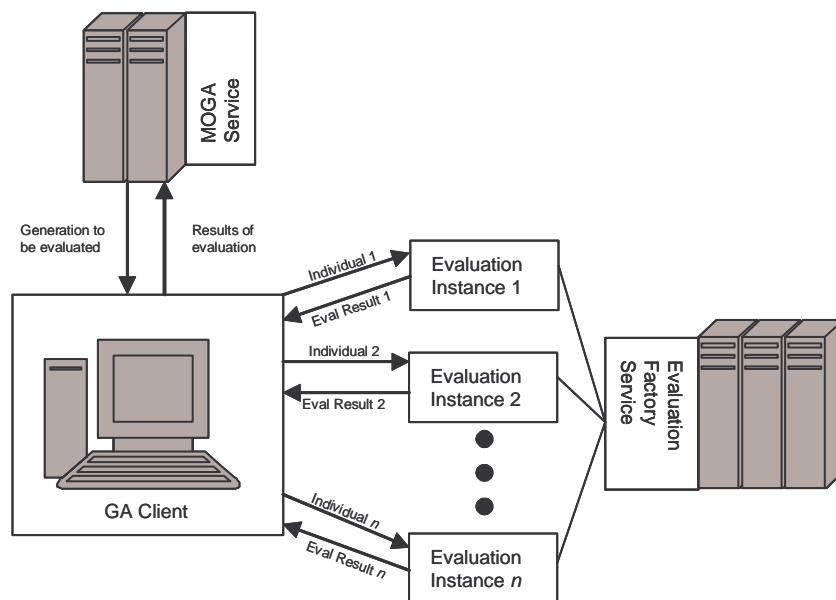 MOGA
Service
Generation to
be evaluated
Results of
evaluation
Individual 1
Eval Result 1
Evaluation
Instance 1
Individual 2
Eval Result 2
Evaluation
Instance 2
Evaluation
Factory
Service
GA Client
Individual n
Eval Result n
Evaluation
Instance n